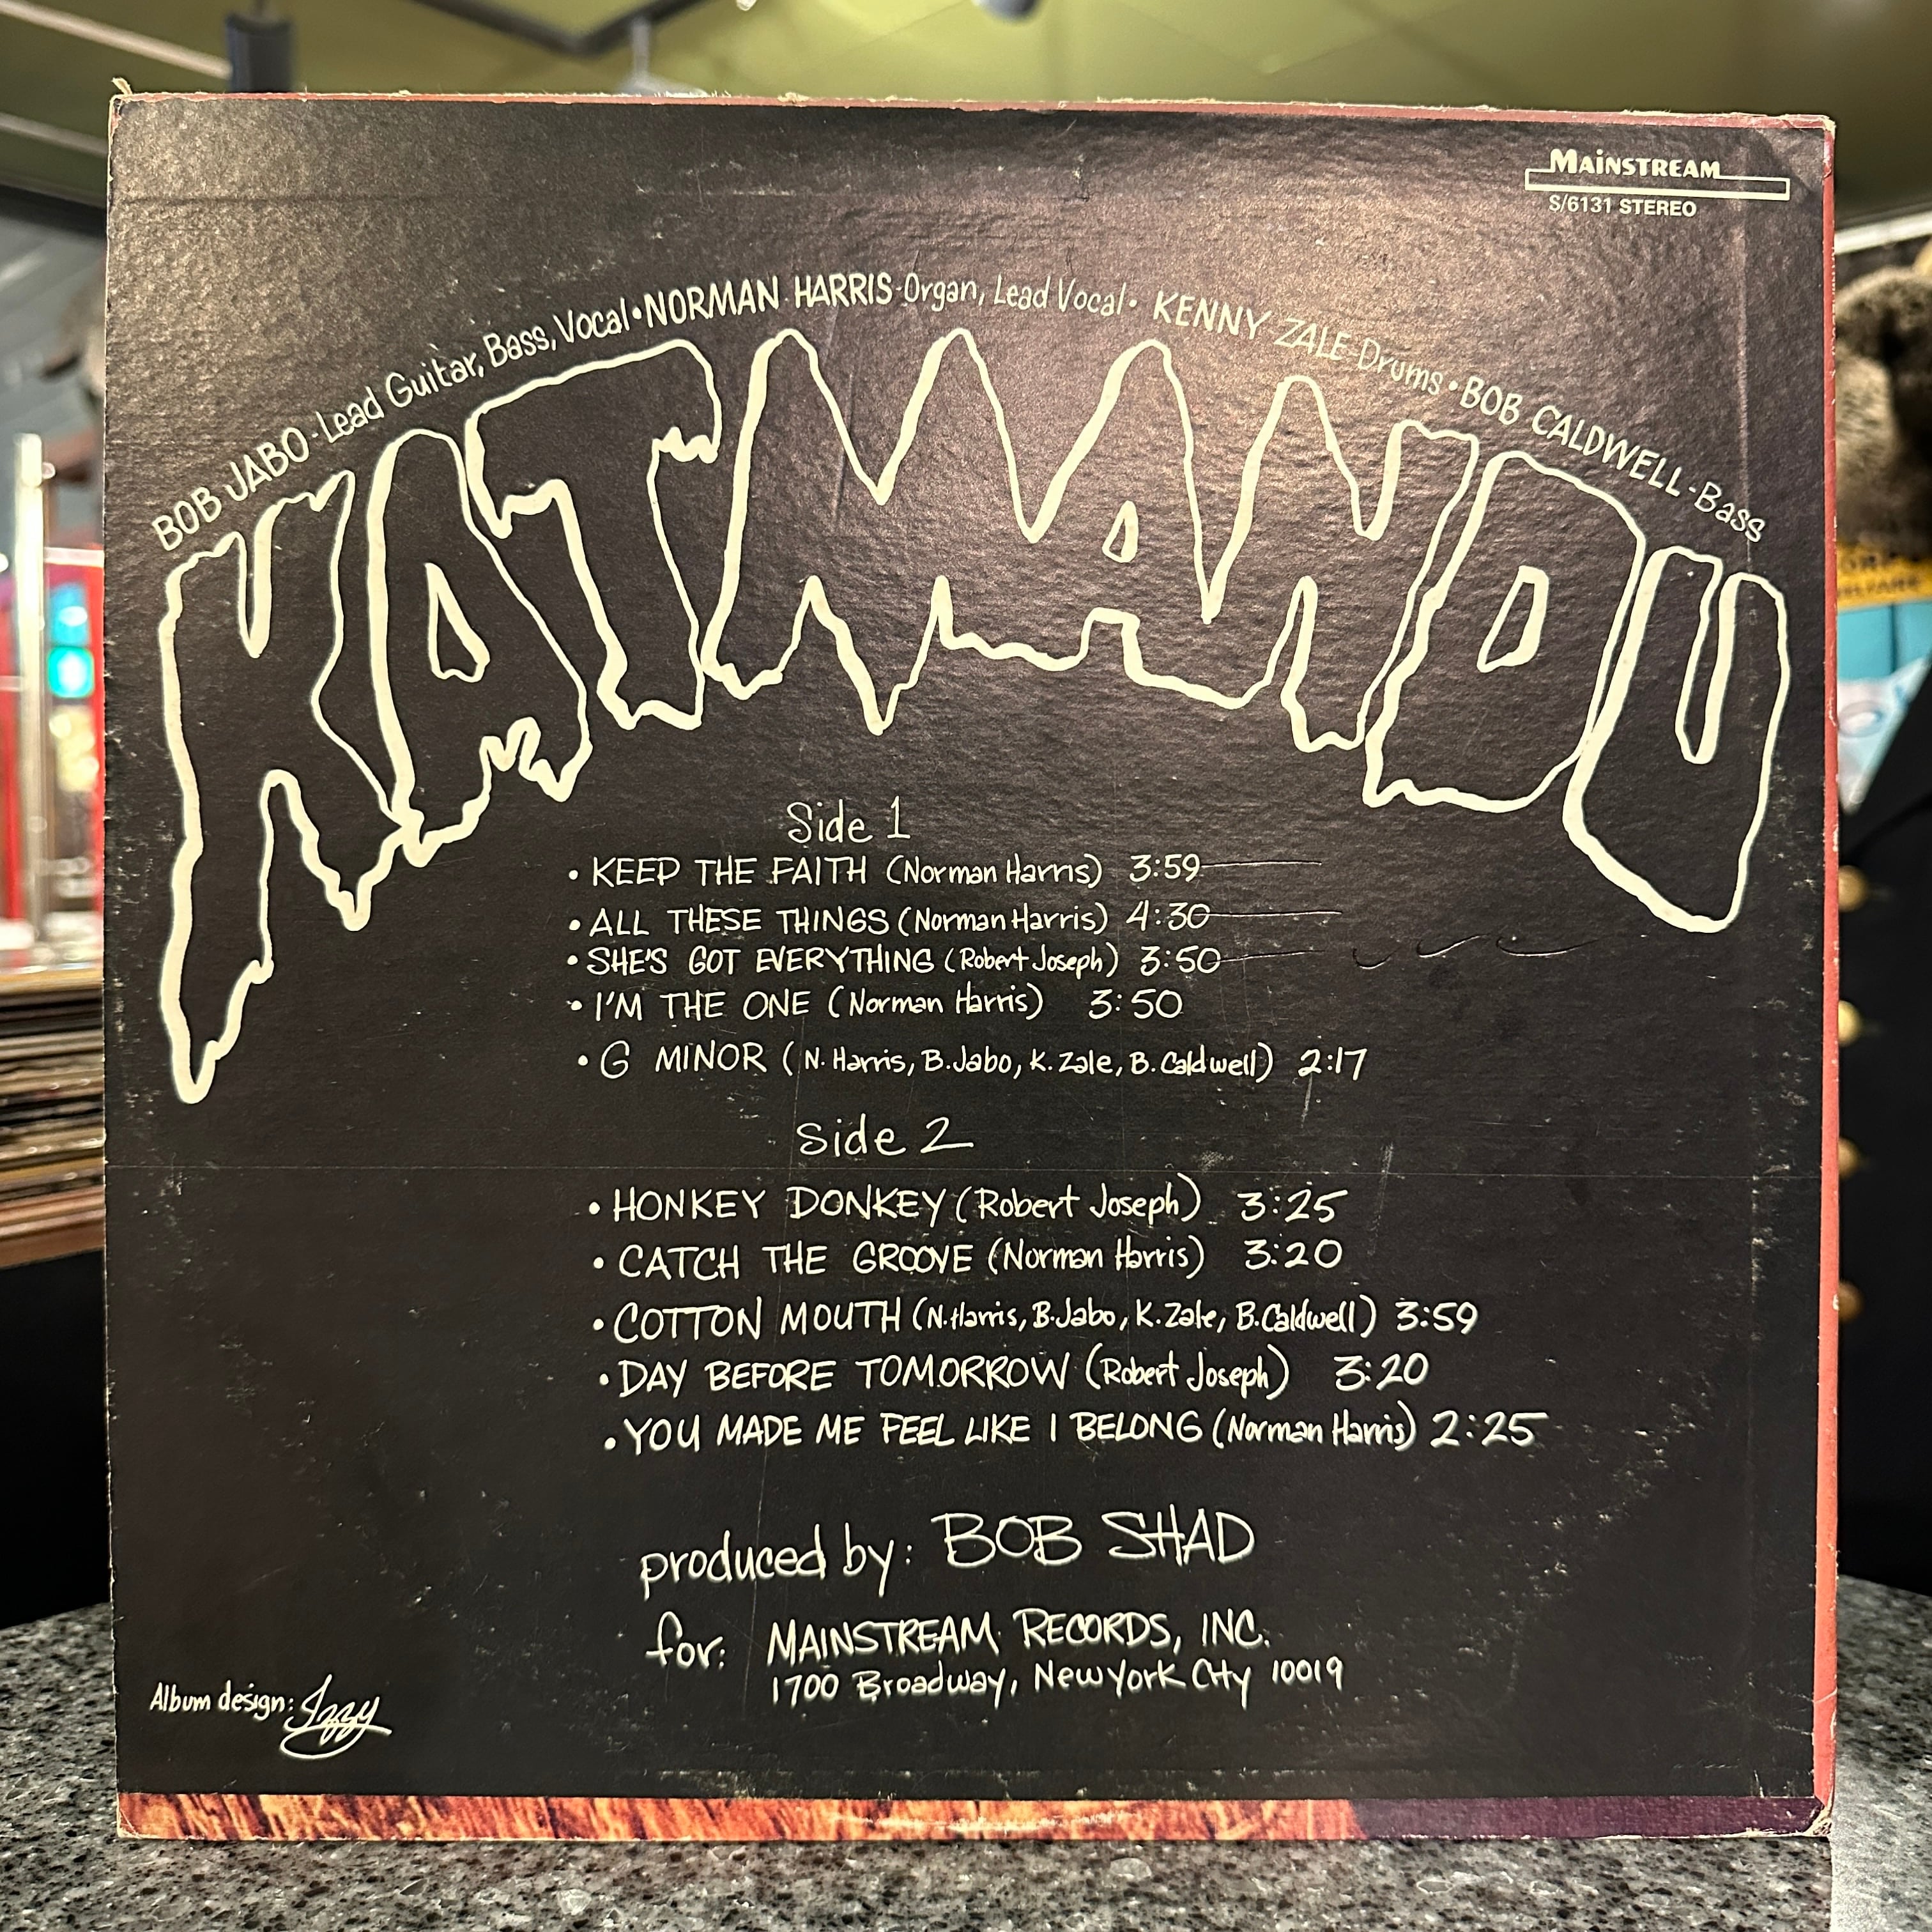 MAINSTREAM
S/6131 STEREO
BOB JABO-Lead Guitar, Bass, Vocal • NORMAN HARRIS-Organ, Lead Vocal • KENNY ZALE-Drums • BOB CALDWELL-Bass
KATMANDU
Side 1
• KEEP THE FAITH (Norman Harris) 3:59
• ALL THESE THINGS (Norman Harris) 4:30
• SHE'S GOT EVERYTHING (Robert Joseph) 3:50
• I'M THE ONE (Norman Harris) 3:50
• G MINOR (N. Harris, B. Jabo, K. Zale, B. Caldwell) 2:17
Side 2
• HONKEY DONKEY (Robert Joseph) 3:25
• CATCH THE GROOVE (Norman Harris) 3:20
• COTTON MOUTH (N. Harris, B. Jabo, K. Zale, B. Caldwell) 3:59
• DAY BEFORE TOMORROW (Robert Joseph) 3:20
• YOU MADE ME FEEL LIKE I BELONG (Norman Harris) 2:25
produced by: BOB SHAD
for: MAINSTREAM RECORDS, INC.
1700 Broadway, New York City 10019
Album design: Izzy